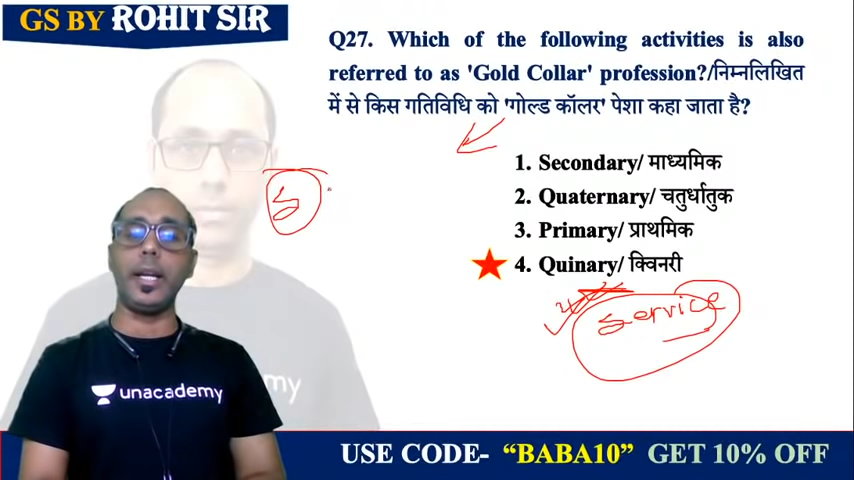 GS BY ROHIT SIR
Q27. Which of the following activities is also
referred to as 'Gold Collar' profession?/निम्नलिखित
में से किस गतिविधि को 'गोल्ड कॉलर' पेशा कहा जाता है?
1. Secondary/ माध्यमिक
2. Quaternary/ चतुर्धातुक
3. Primary/ प्राथमिक
4. Quinary/ क्विनरी
service
5
unacademy
my
USE CODE- “BABA10” GET 10% OFF